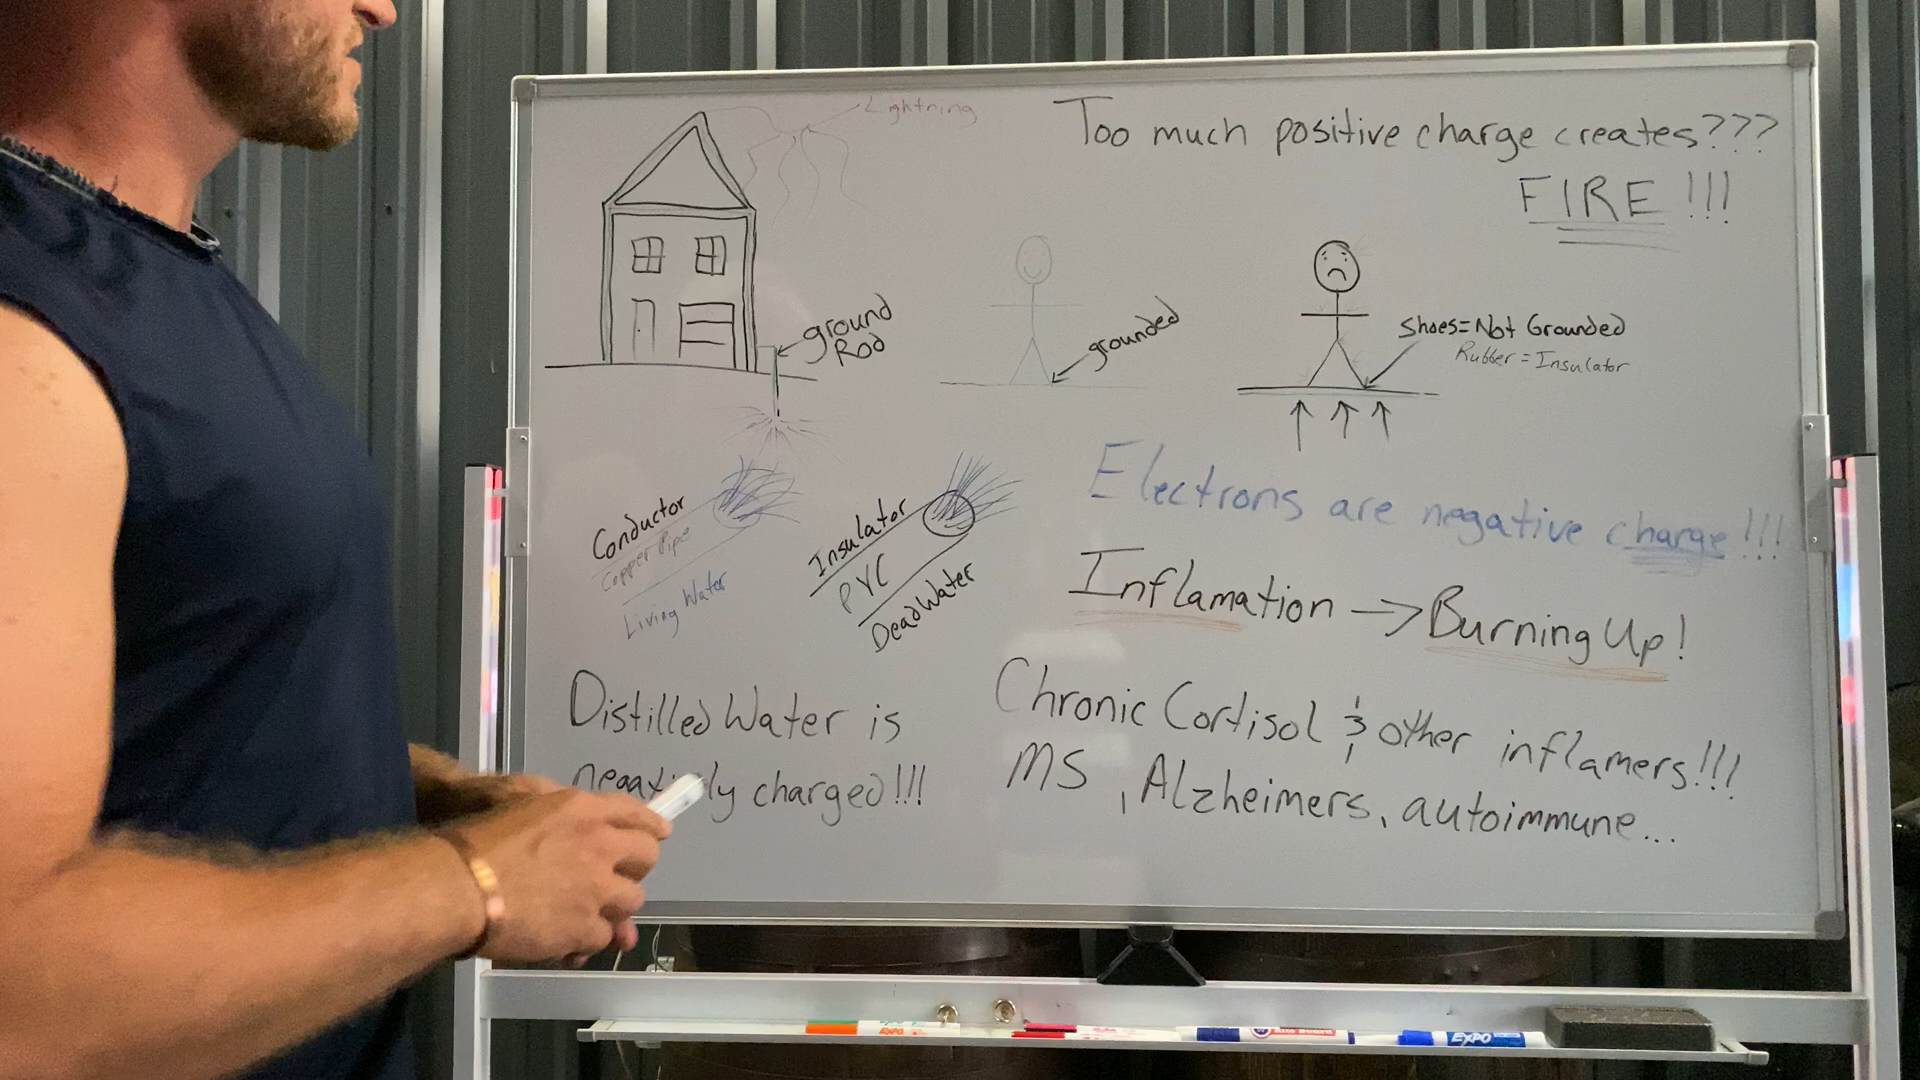 Lightning
Too much positive charge creates???
FIRE!!!
ground
Rod
grounded
Shoes=Not Grounded
Rubber=Insulator
Conductor
Copper Pipe
Living Water
Insulator
PVC
Dead Water
Electrons are negative charge!!!
Inflamation → Burning Up!
Distilled Water is
charged!!!
Chronic Cortisol & other inflamers!!!
MS, Alzheimers, autoimmune...
EXPO
EXPO